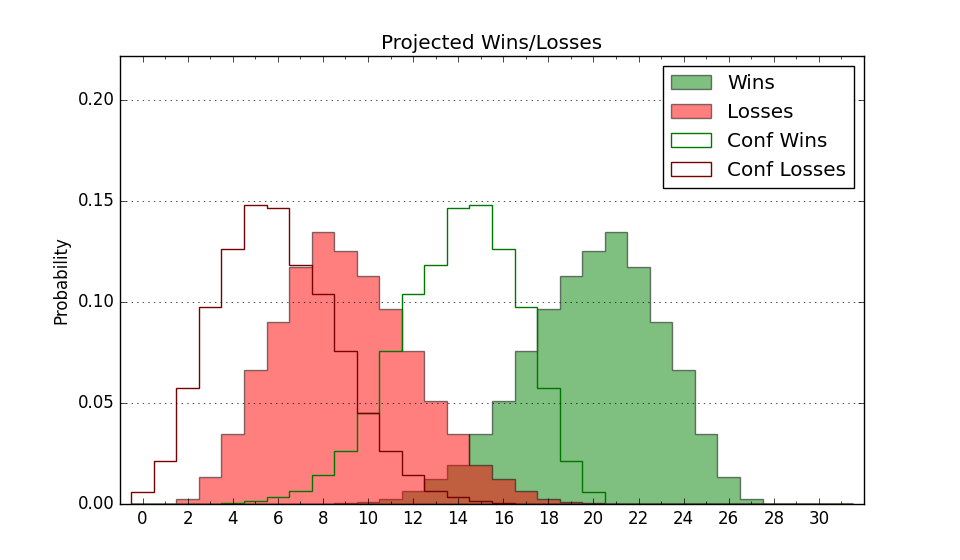 Projected Wins/Losses
Wins
Losses
Conf Wins
Conf Losses
Probability
0.20
0.15
0.10
0.05
0.00
0 2 4 6 8 10 12 14 16 18 20 22 24 26 28 30